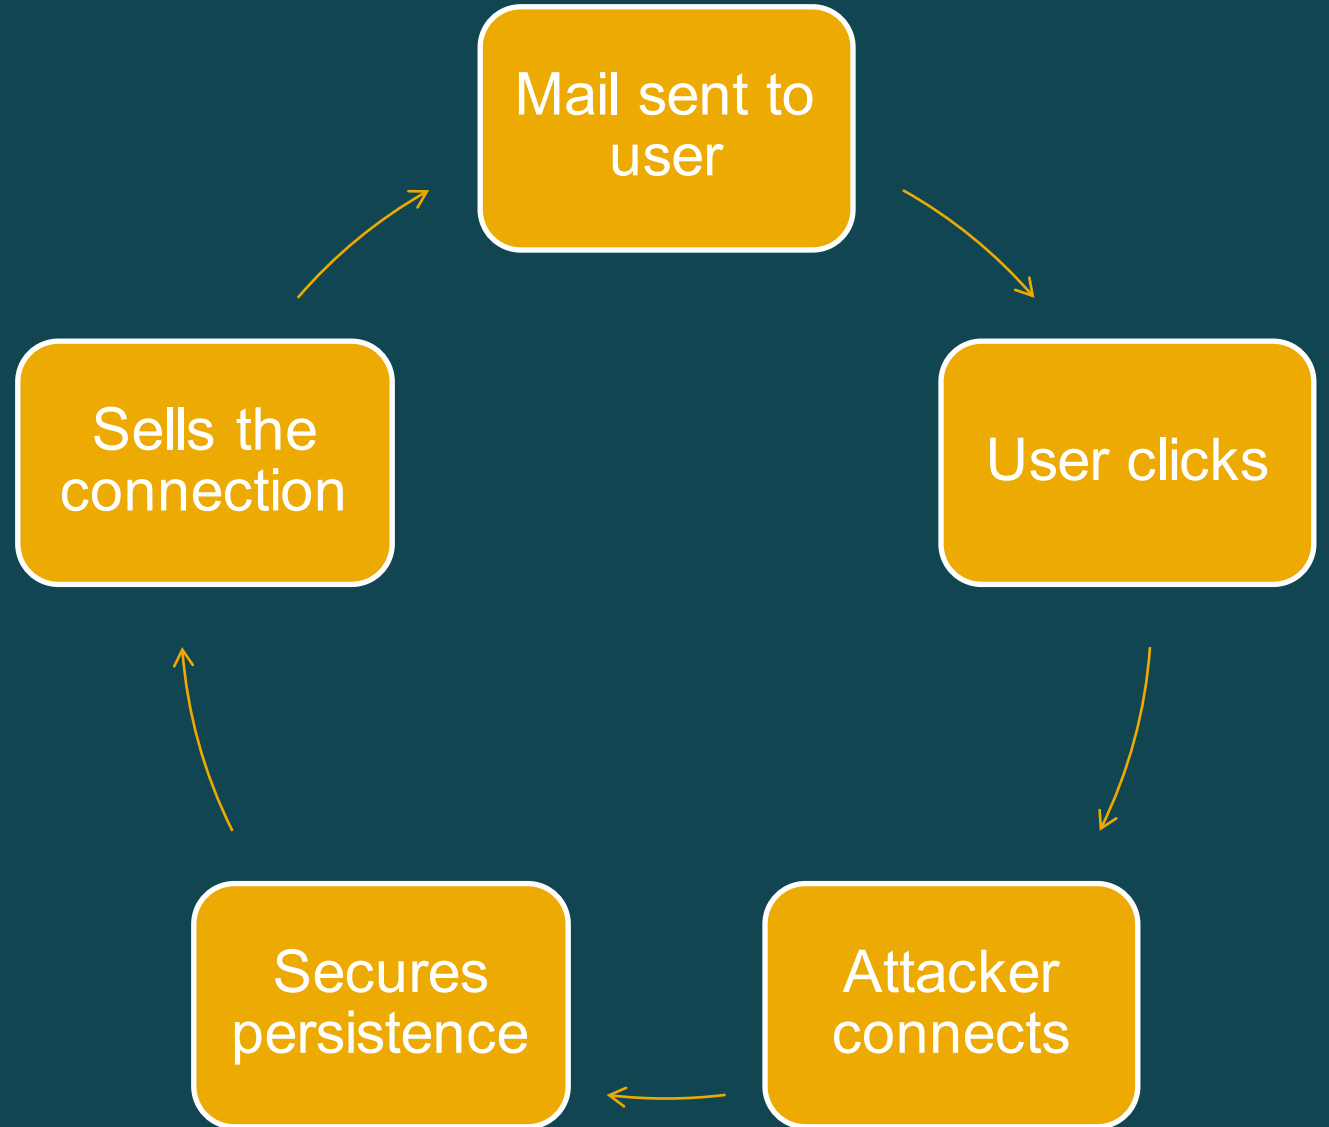 Mail sent to
user
User clicks
Attacker
connects
Secures
persistence
Sells the
connection